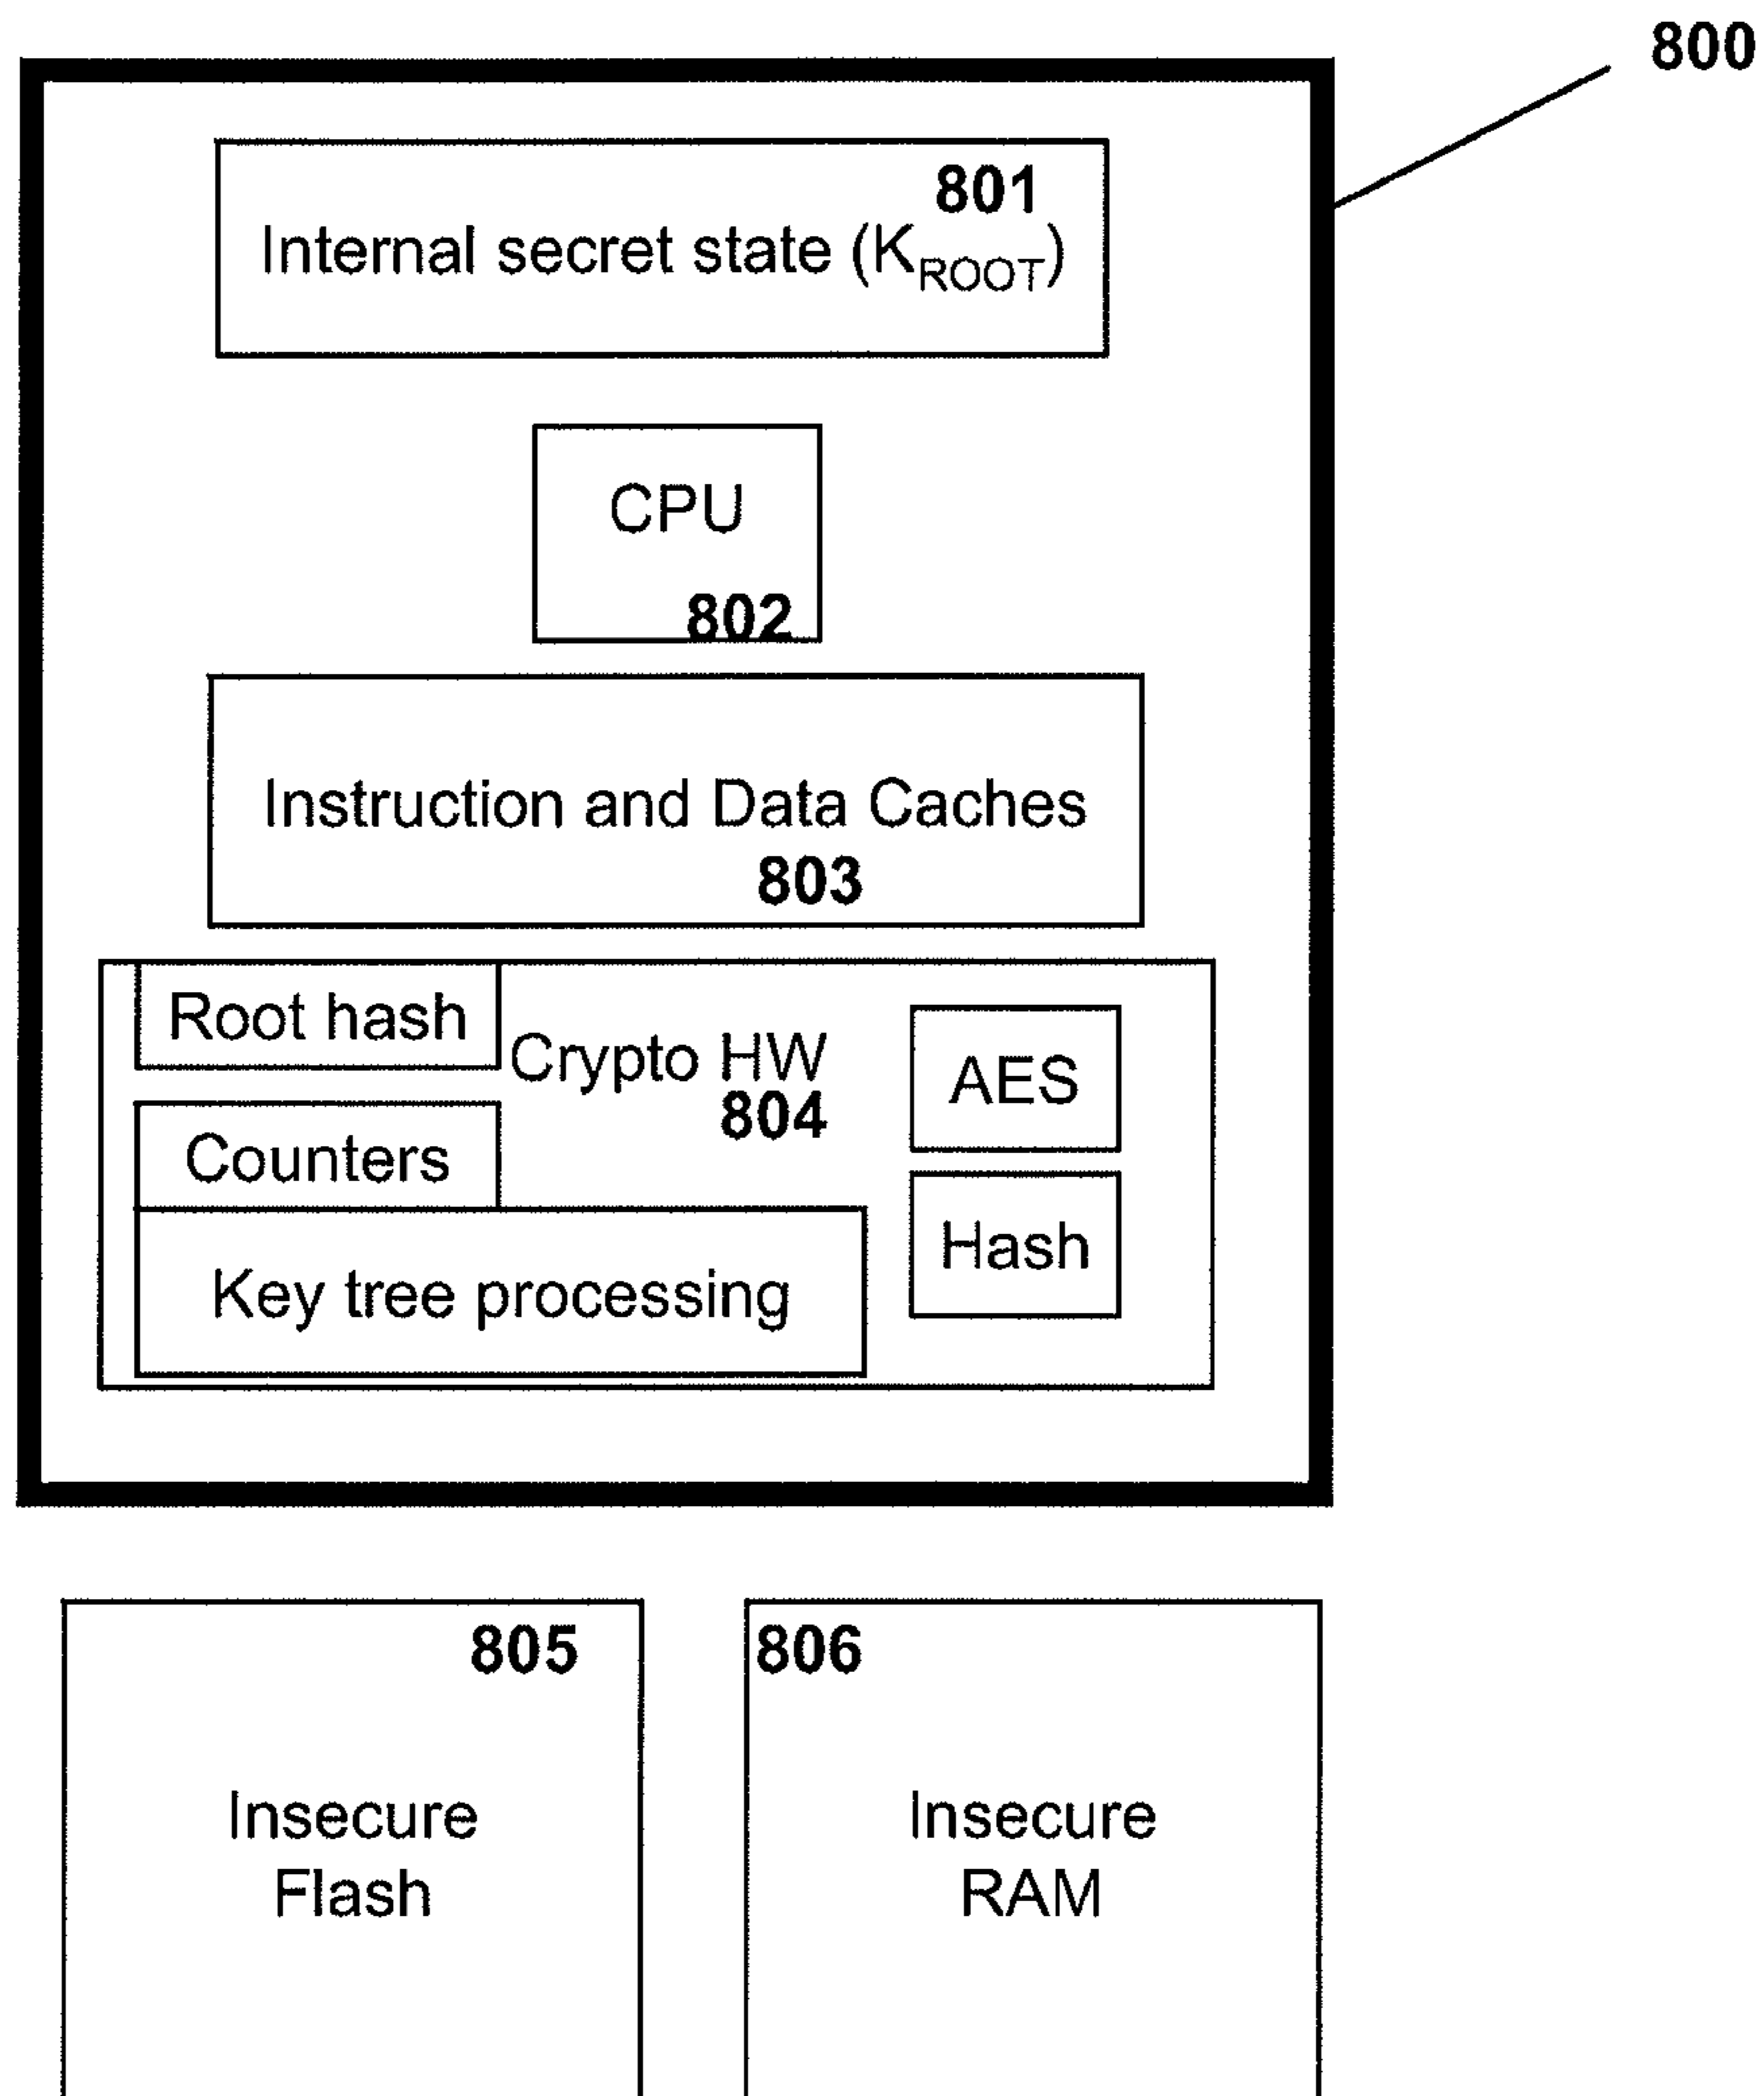 800
801
Internal secret state (K_ROOT)
CPU
802
Instruction and Data Caches
803
Root hash
Crypto HW
804
AES
Counters
Hash
Key tree processing
805
806
Insecure
Flash
Insecure
RAM